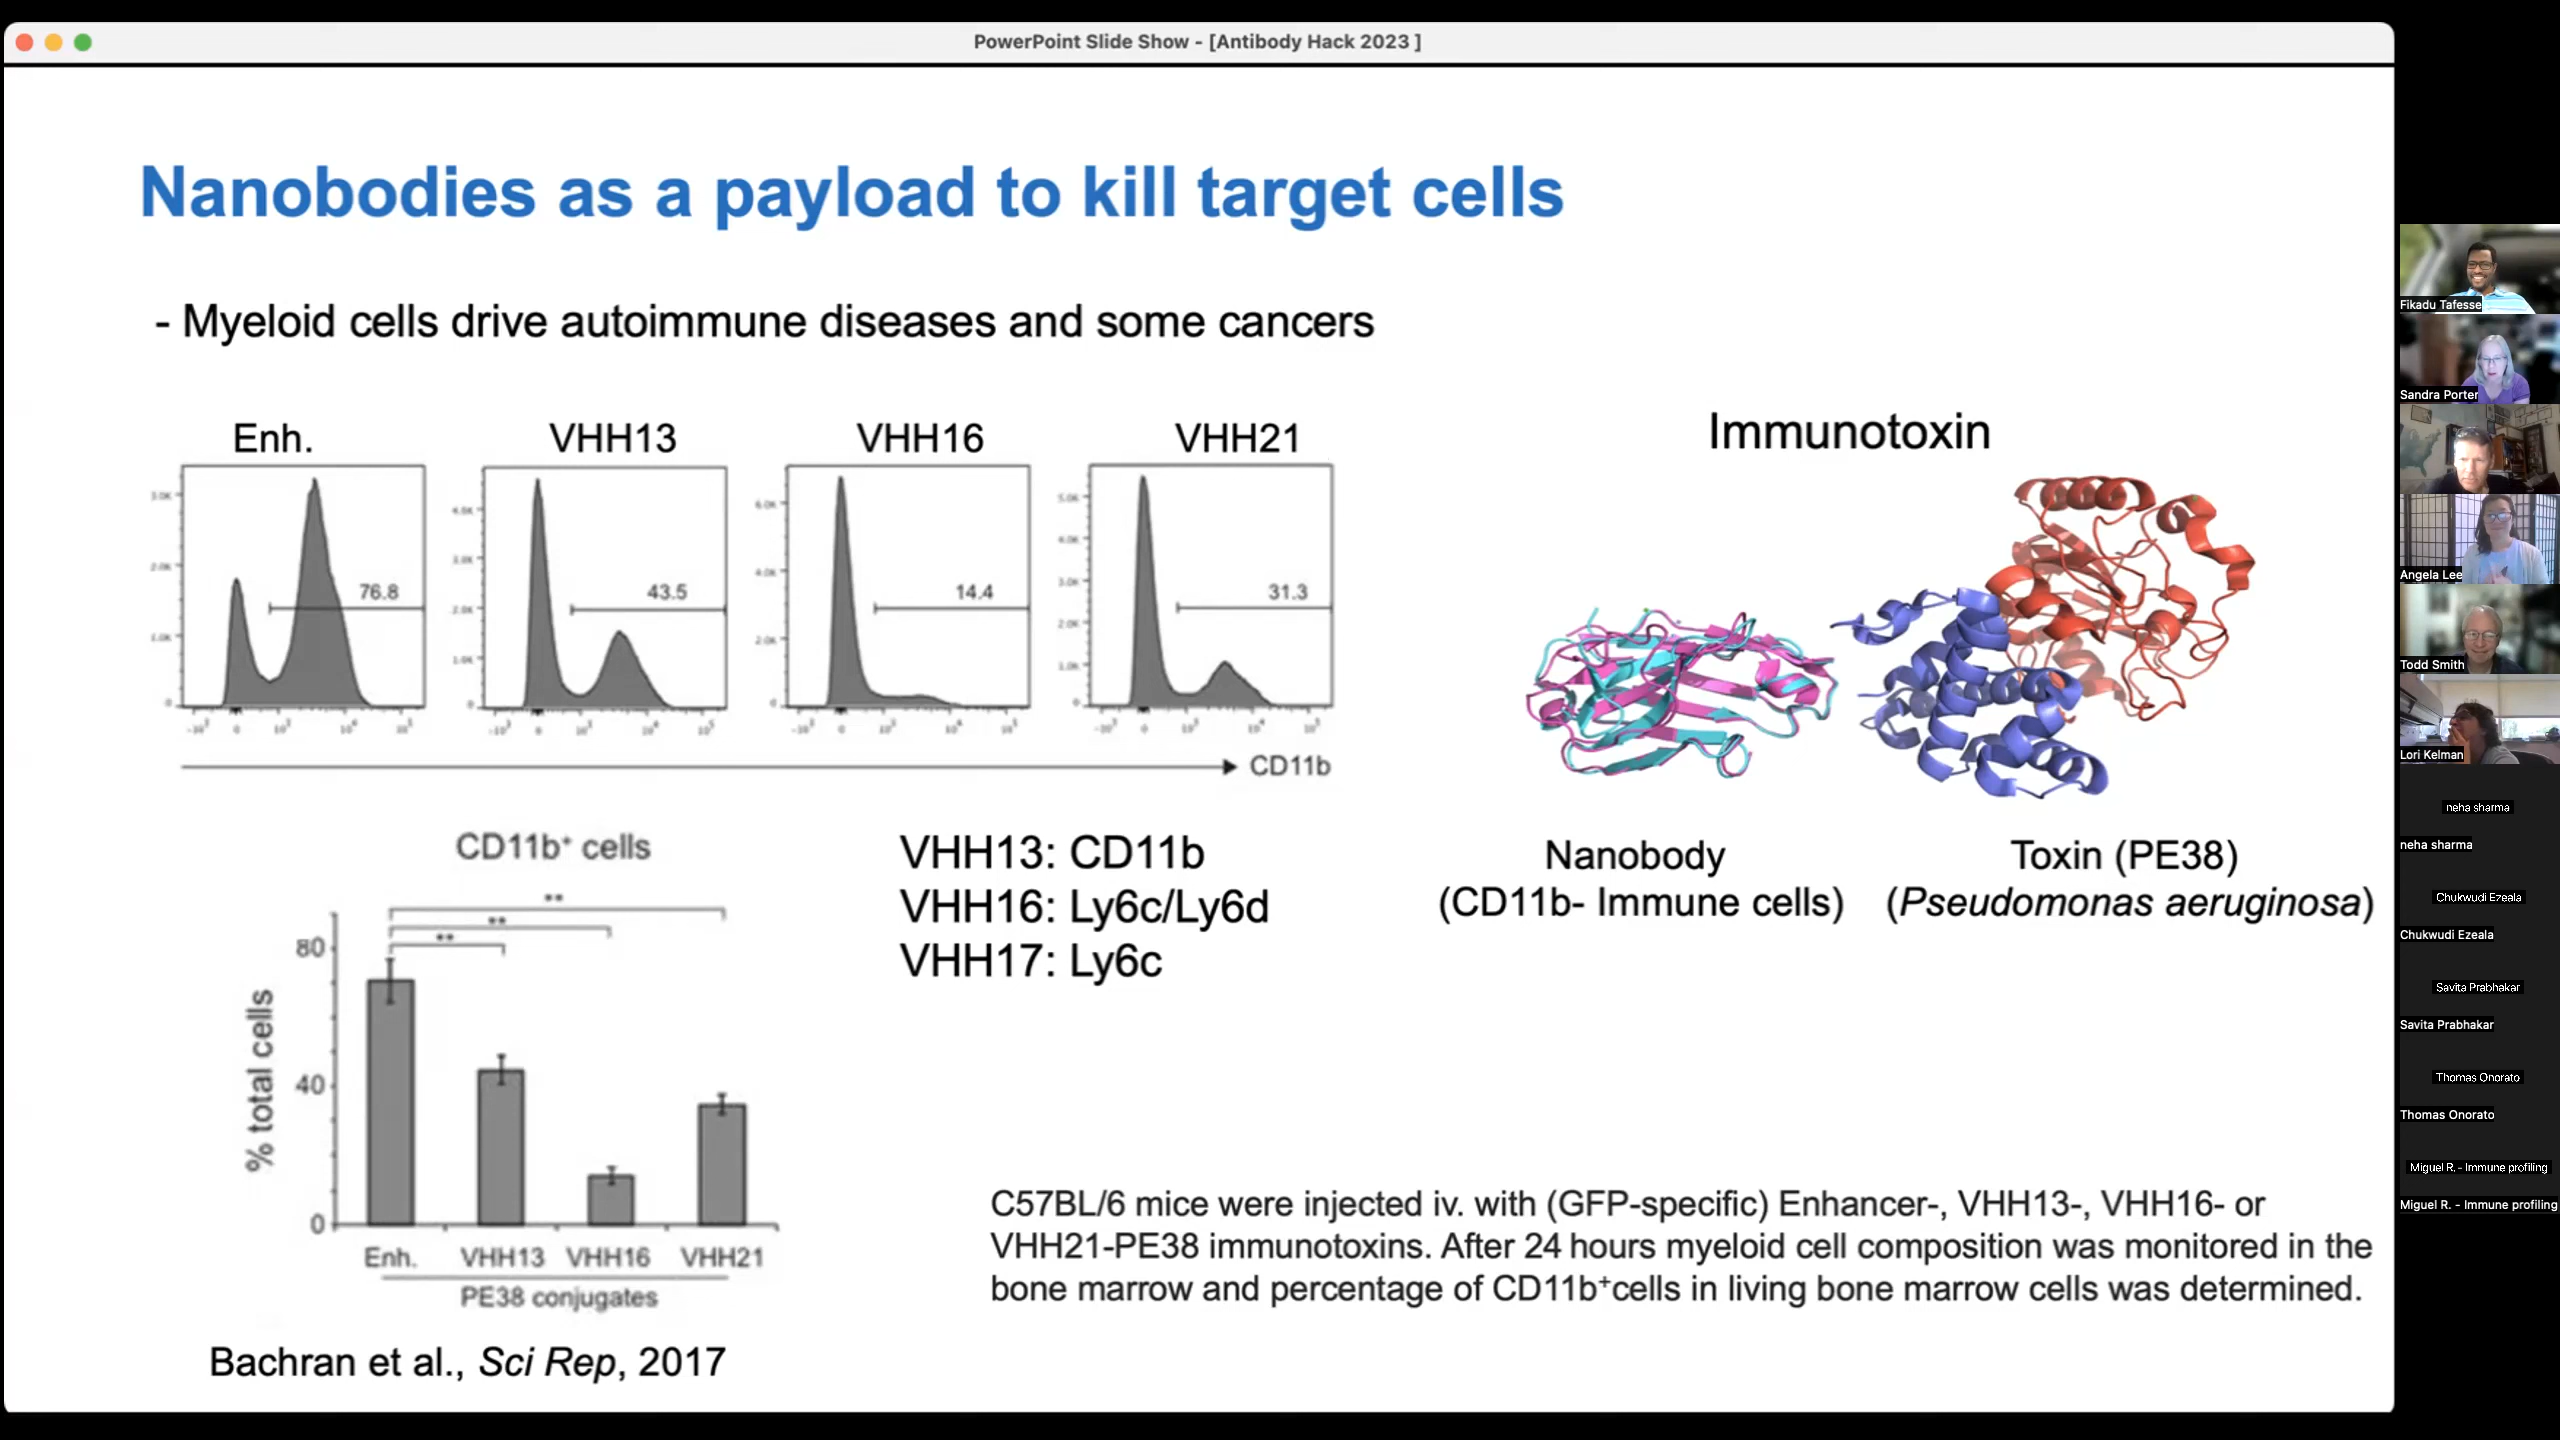 PowerPoint Slide Show - [Antibody Hack 2023 ]
Nanobodies as a payload to kill target cells
- Myeloid cells drive autoimmune diseases and some cancers
Enh.
VHH13
VHH16
VHH21
76.8
43.5
14.4
31.3
CD11b
Immunotoxin
Nanobody
(CD11b- Immune cells)
Toxin (PE38)
(Pseudomonas aeruginosa)
CD11b⁺ cells
**
**
**
% total cells
80
40
0
Enh. VHH13 VHH16 VHH21
PE38 conjugates
VHH13: CD11b
VHH16: Ly6c/Ly6d
VHH17: Ly6c
C57BL/6 mice were injected iv. with (GFP-specific) Enhancer-, VHH13-, VHH16- or
VHH21-PE38 immunotoxins. After 24 hours myeloid cell composition was monitored in the
bone marrow and percentage of CD11b⁺cells in living bone marrow cells was determined.
Bachran et al., Sci Rep, 2017
Fikadu Tafesse
Sandra Porter
Angela Lee
Todd Smith
Lori Kelman
neha sharma
neha sharma
Chukwudi Ezeala
Chukwudi Ezeala
Savita Prabhakar
Savita Prabhakar
Thomas Onorato
Thomas Onorato
Miguel R. - Immune profiling
Miguel R. - Immune profiling